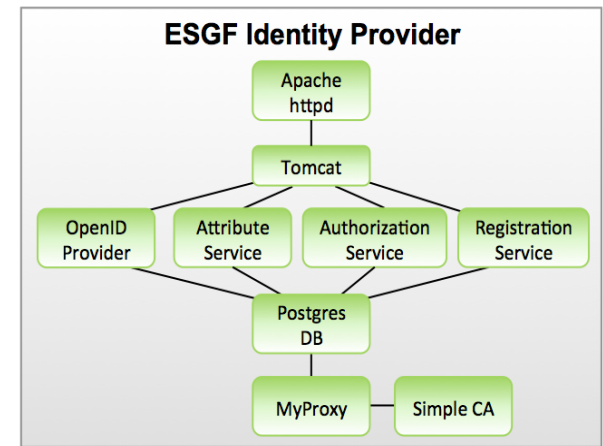 ESGF Identity Provider
Apache
httpd
Tomcat
OpenID
Provider
Attribute
Service
Authorization
Service
Registration
Service
Postgres
DB
MyProxy
Simple CA